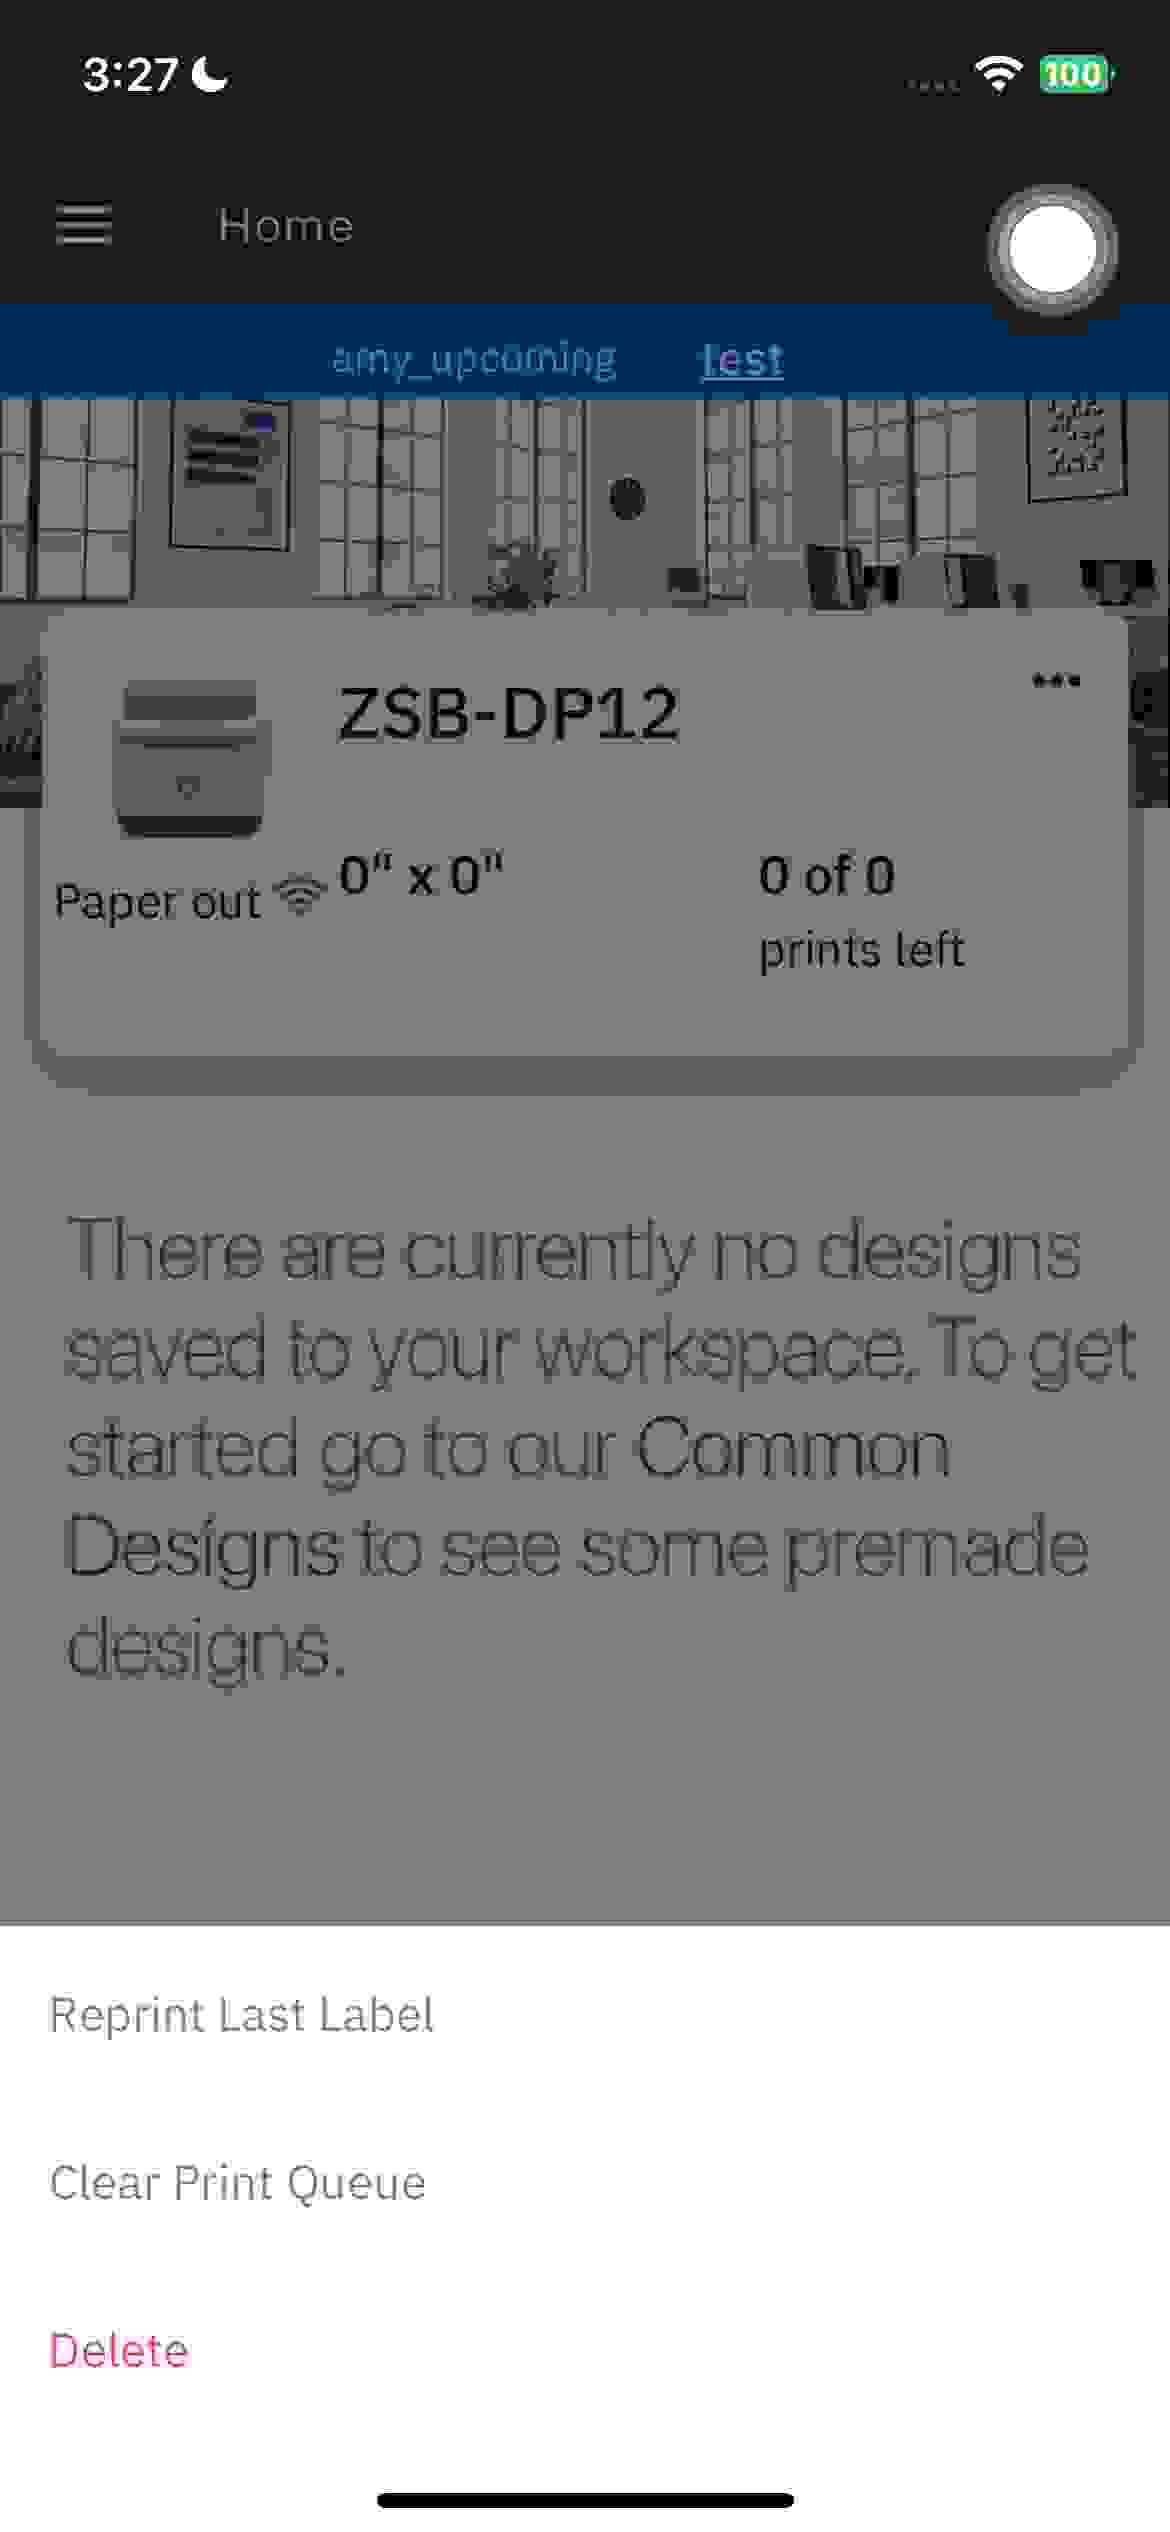 3:27
100
Home
amy_upcoming test
ZSB-DP12
Paper out
0" x 0"
0 of 0
prints left
There are currently no designs
saved to your workspace. To get
started go to our Common
Designs to see some premade
designs.
Reprint Last Label
Clear Print Queue
Delete